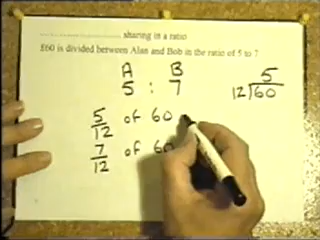 sharing in a ratio
£60 is divided between Alan and Bob in the ratio of 5 to 7
A B
5 : 7
5
12)60
5/12 of 60
7/12 of 60